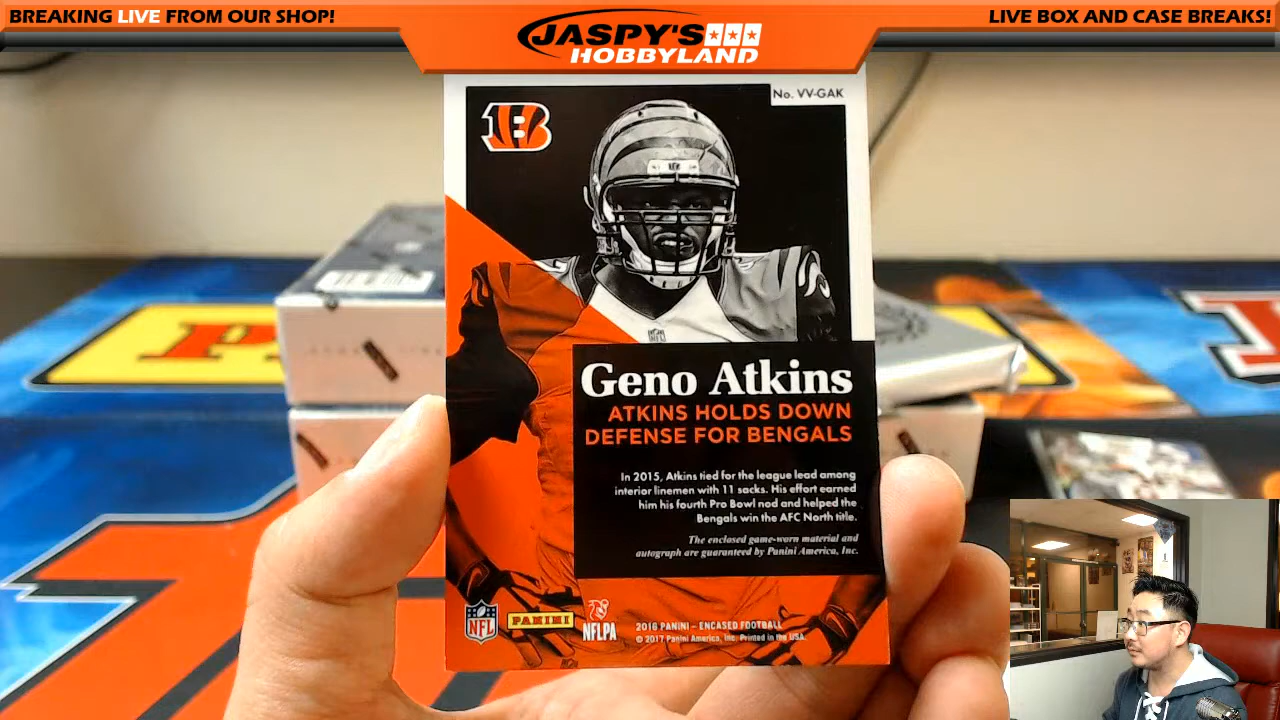 BREAKING LIVE FROM OUR SHOP!
JASPY'S
HOBBYLAND
LIVE BOX AND CASE BREAKS!
No. VV-GAK
B
Geno Atkins
ATKINS HOLDS DOWN
DEFENSE FOR BENGALS
In 2015, Atkins tied for the league lead among
interior linemen with 11 sacks. His effort earned
him his fourth Pro Bowl nod and helped the
Bengals win the AFC North title.
The enclosed game-worn material and
autograph are guaranteed by Panini America, Inc.
NFL
PANINI
NFLPA
2016 PANINI – ENCASED FOOTBALL
© 2017 Panini America, Inc. Printed in the USA.